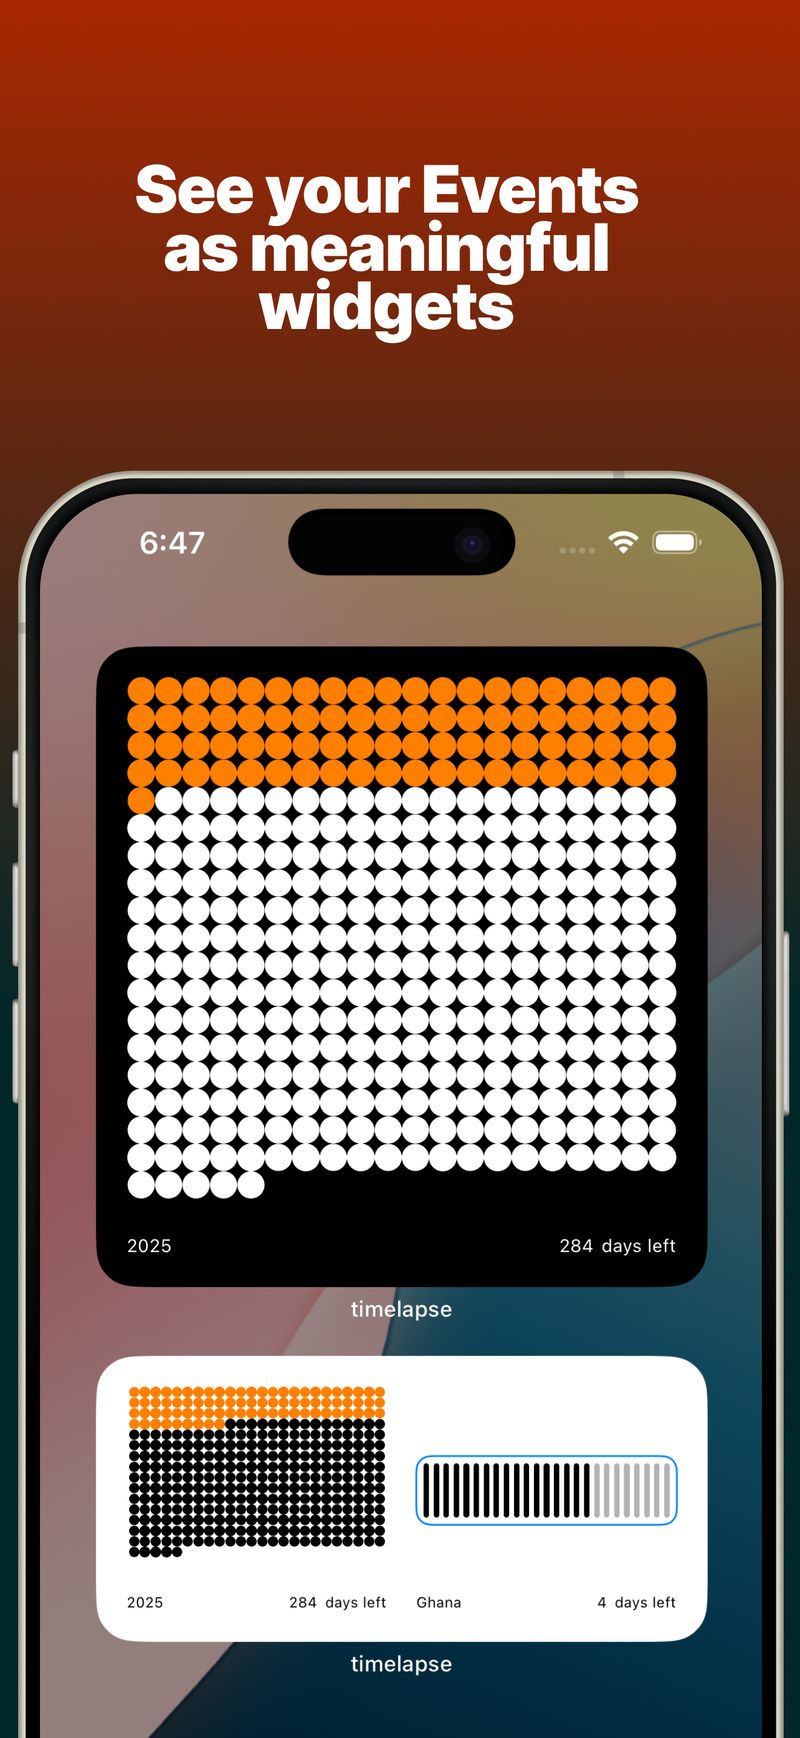 See your Events
as meaningful
widgets
6:47
2025 284 days left
timelapse
2025 284 days left Ghana 4 days left
timelapse